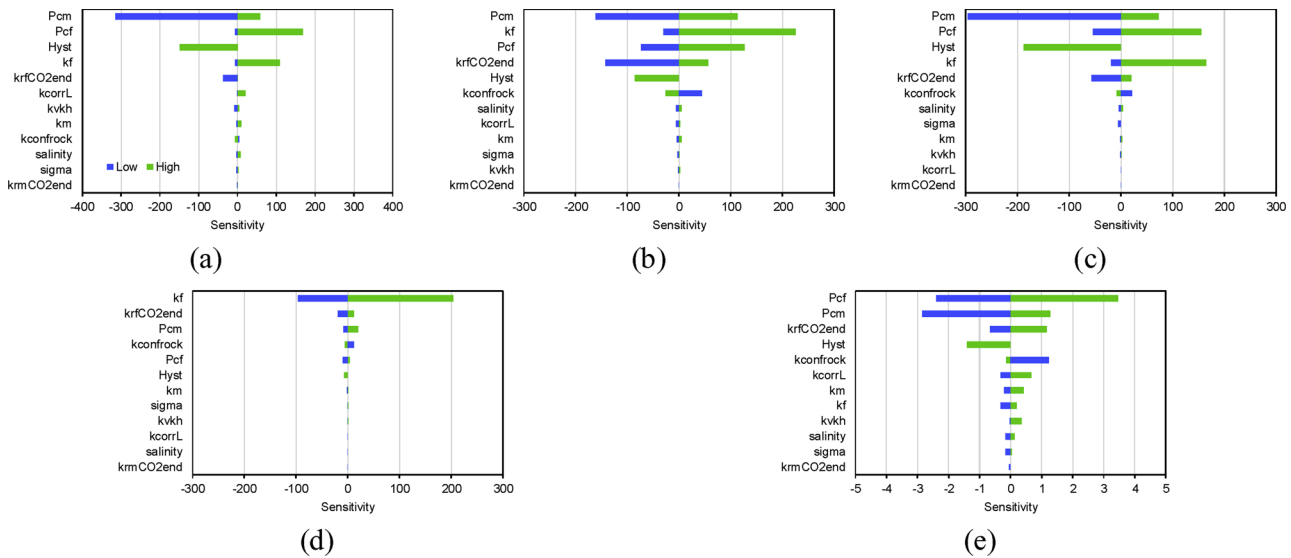 Pcm
Pcf
Hyst
kf
krfCO2end
kcorrL
kvkh
km
kconfrock
salinity
sigma
krmCO2end
Low High
-400 -300 -200 -100 0 100 200 300 400
Sensitivity
(a)
Pcm
kf
Pcf
krfCO2end
Hyst
kconfrock
salinity
kcorrL
km
sigma
kvkh
krmCO2end
-300 -200 -100 0 100 200 300
Sensitivity
(b)
Pcm
Pcf
Hyst
kf
krfCO2end
kconfrock
salinity
sigma
km
kvkh
kcorrL
krmCO2end
-300 -200 -100 0 100 200 300
Sensitivity
(c)
kf
krfCO2end
Pcm
kconfrock
Pcf
Hyst
km
sigma
kvkh
kcorrL
salinity
krmCO2end
-300 -200 -100 0 100 200 300
Sensitivity
(d)
Pcf
Pcm
krfCO2end
Hyst
kconfrock
kcorrL
km
kf
kvkh
salinity
sigma
krmCO2end
-5 -4 -3 -2 -1 0 1 2 3 4 5
Sensitivity
(e)